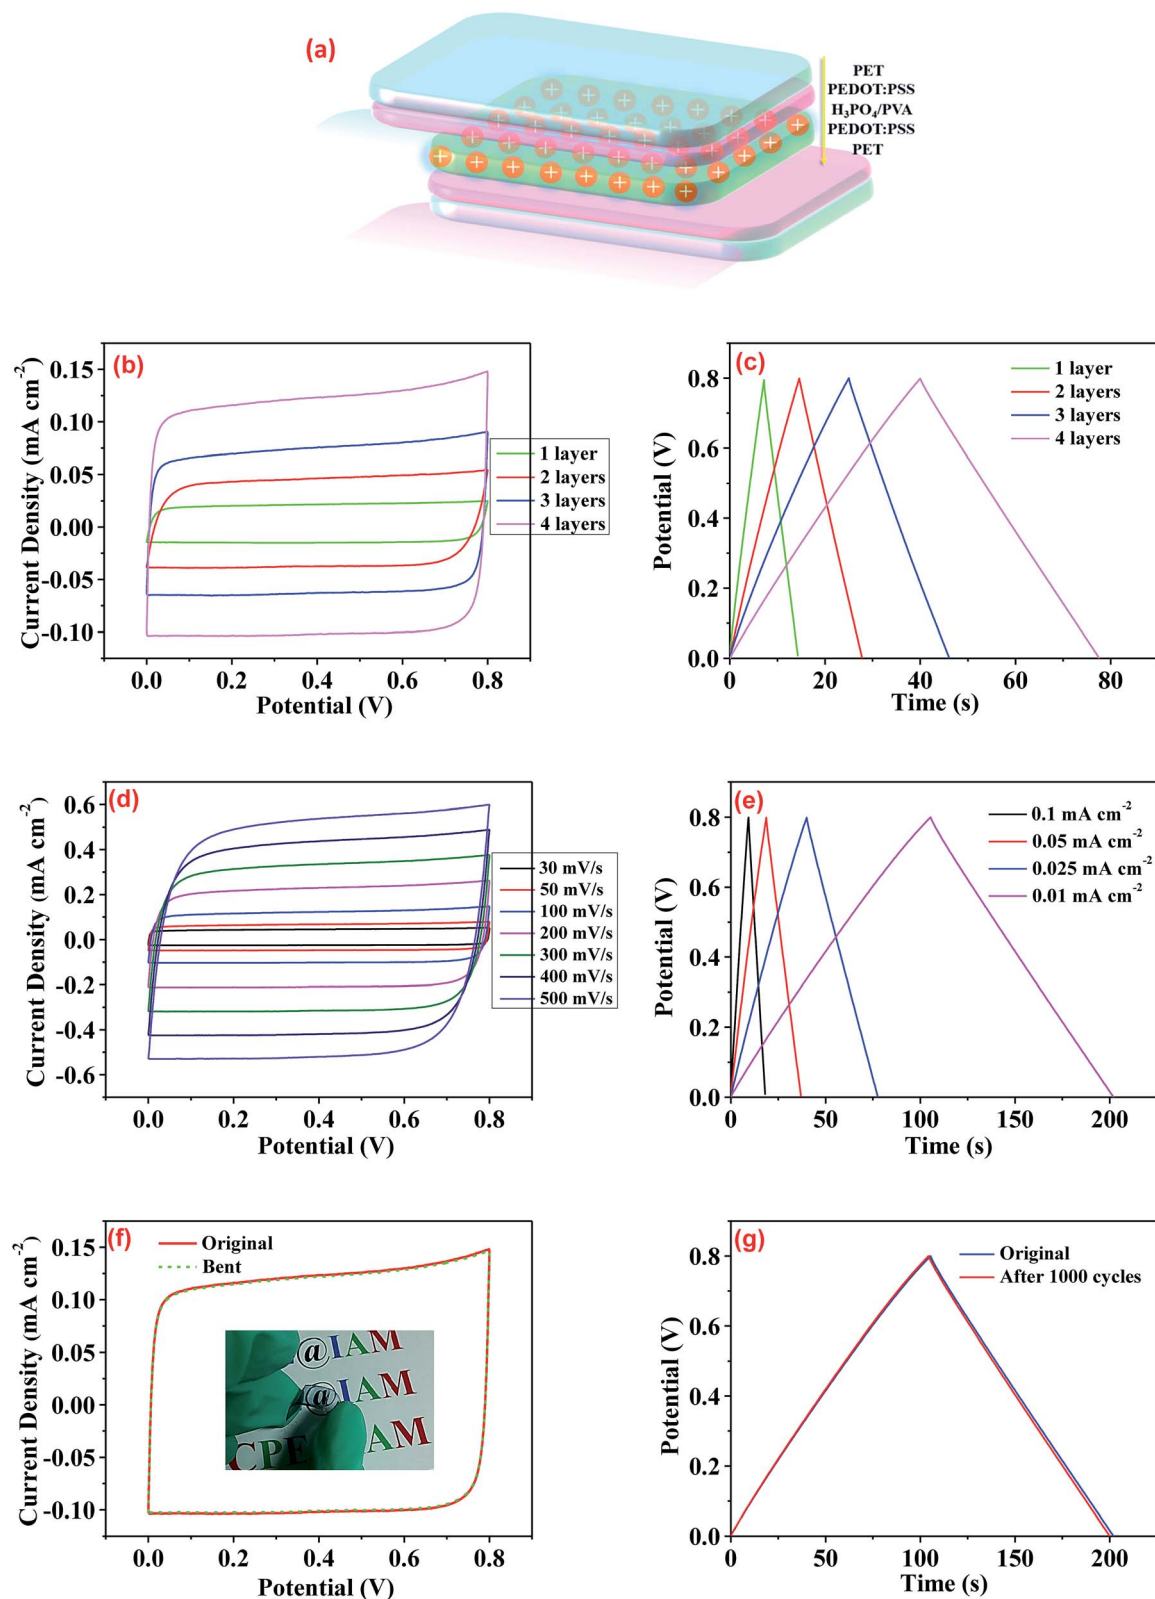 (a)
PET
PEDOT:PSS
H₃PO₄/PVA
PEDOT:PSS
PET
(b)
Current Density (mA cm⁻²)
0.15
0.10
0.05
0.00
-0.05
-0.10
0.0 0.2 0.4 0.6 0.8
Potential (V)
1 layer
2 layers
3 layers
4 layers
(c)
Potential (V)
0.8
0.4
0.8
0.2
0.0
0 20 40 60 80
Time (s)
1 layer
2 layers
3 layers
4 layers
(d)
Current Density (mA cm⁻²)
0.6
0.4
0.2
0.0
-0.2
-0.4
-0.6
0.0 0.2 0.4 0.6 0.8
Potential (V)
30 mV/s
50 mV/s
100 mV/s
200 mV/s
300 mV/s
400 mV/s
500 mV/s
(e)
Potential (V)
0.8
0.6
0.4
0.2
0.0
0 50 100 150 200
Time (s)
0.1 mA cm⁻²
0.05 mA cm⁻²
0.025 mA cm⁻²
0.01 mA cm⁻²
(f)
Original
Bent
Current Density (mA cm⁻²)
0.15
0.10
0.05
0.00
-0.05
-0.10
@IAM
@IAM
CPE AM
0.0 0.2 0.4 0.6 0.8
Potential (V)
(g)
Original
After 1000 cycles
Potential (V)
0.8
0.6
0.4
0.2
0.0
0 50 100 150 200
Time (s)